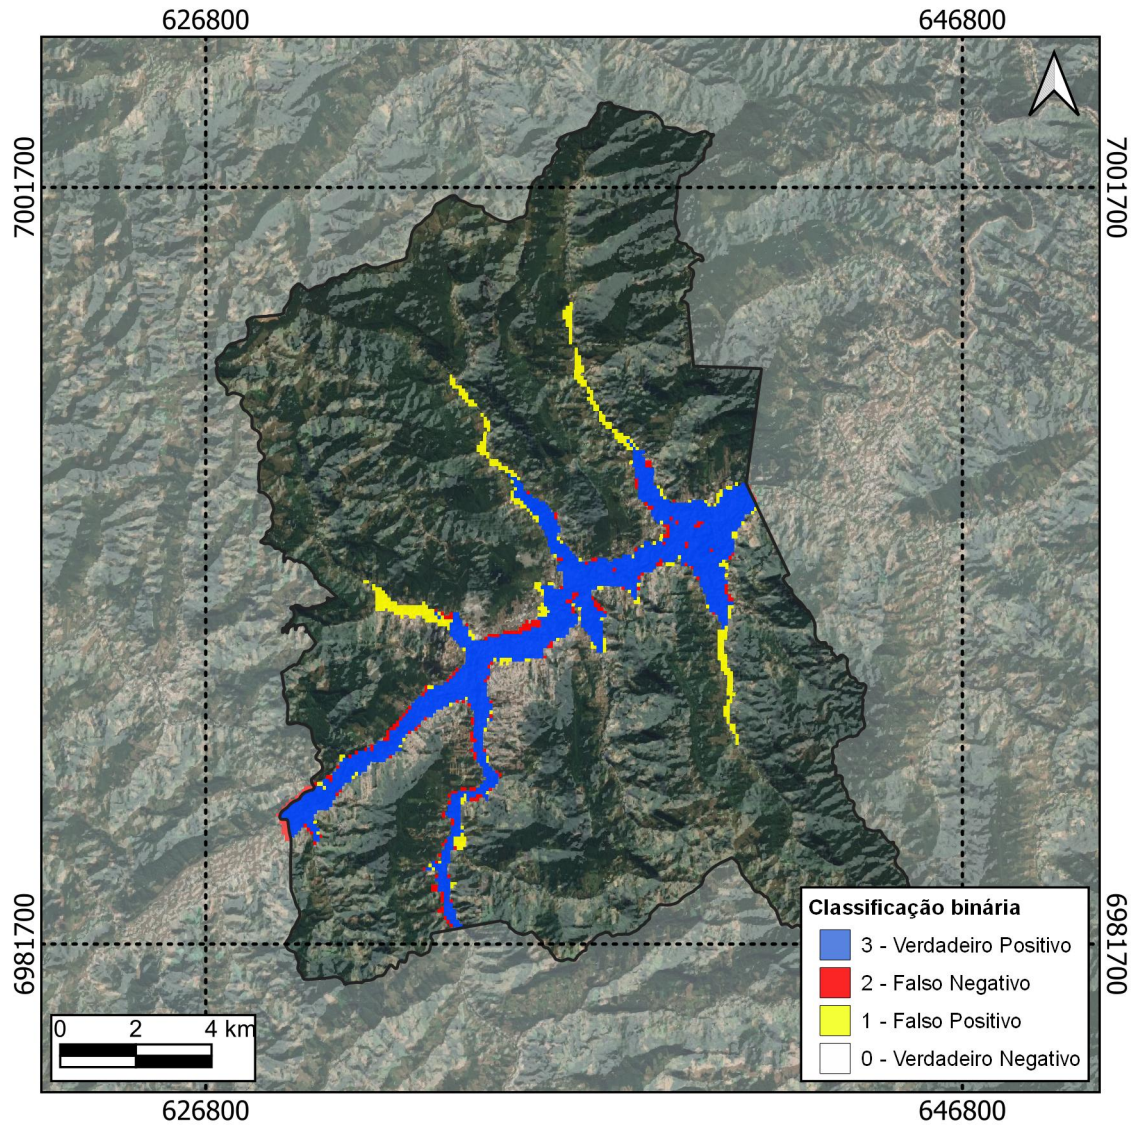 626800
646800
7001700
7001700
6981700
6981700
Classificação binária
3 - Verdadeiro Positivo
2 - Falso Negativo
1 - Falso Positivo
0 - Verdadeiro Negativo
0 2 4 km
626800
646800